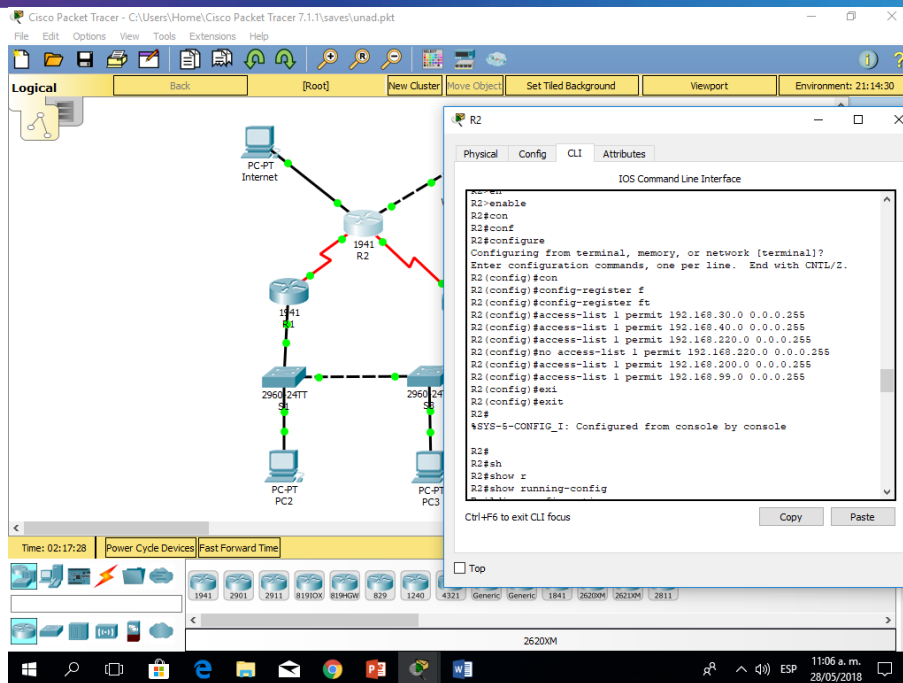 Cisco Packet Tracer - C:\Users\Home\Cisco Packet Tracer 7.1.1\saves\unad.pkt
File Edit Options View Tools Extensions Help
Logical Back [Root] New Cluster Move Object Set Tiled Background Viewport Environment: 21:14:30
PC-PT
Internet
1941
R2
1941
2960-24TT
S1
2960-24
S3
PC-PT
PC2
PC-PT
PC3
R2
Physical Config CLI Attributes
IOS Command Line Interface
R2>en
R2>enable
R2#con
R2#conf
R2#configure
Configuring from terminal, memory, or network [terminal]?
Enter configuration commands, one per line. End with CNTL/Z.
R2(config)#con
R2(config)#config-register f
R2(config)#config-register ft
R2(config)#access-list 1 permit 192.168.30.0 0.0.0.255
R2(config)#access-list 1 permit 192.168.40.0 0.0.0.255
R2(config)#access-list 1 permit 192.168.220.0 0.0.0.255
R2(config)#no access-list 1 permit 192.168.220.0 0.0.0.255
R2(config)#access-list 1 permit 192.168.200.0 0.0.0.255
R2(config)#access-list 1 permit 192.168.99.0 0.0.0.255
R2(config)#exi
R2(config)#exit
R2#
%SYS-5-CONFIG_I: Configured from console by console
R2#
R2#sh
R2#show r
R2#show running-config
Ctrl+F6 to exit CLI focus Copy Paste
Top
Time: 02:17:28 Power Cycle Devices Fast Forward Time
1941 2901 2911 819IOX 819HGW 829 1240 4321 Generic Generic 1841 2620XM 2621XM 2811
2620XM
ESP 11:06 a. m.
28/05/2018